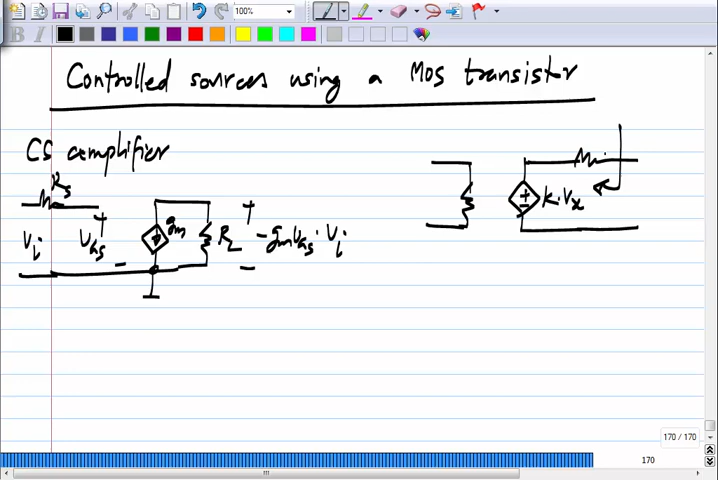 100%
B I
Controlled sources using a MOS transistor
CS amplifier
Rs
Vi
+ VGS -
gm
RL
+ -gmVGS·Vi -
+ - k·Vx
170 / 170
170